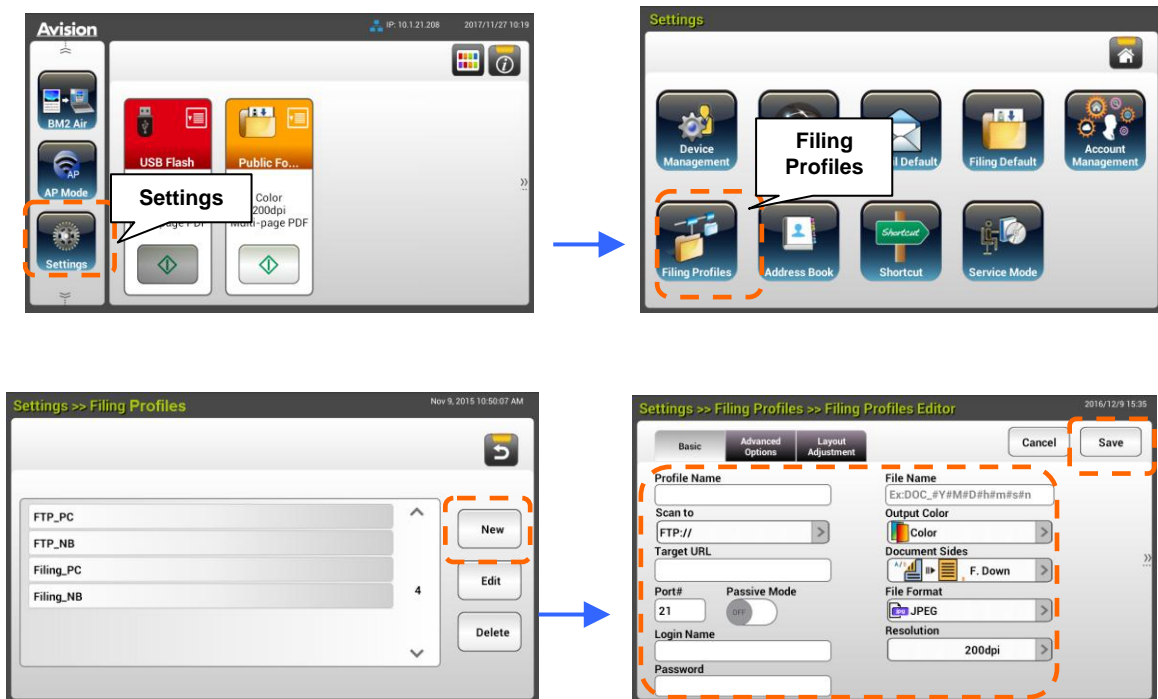 Avision
IP: 10.1.21.208 2017/11/27 10:19
BM2 Air
AP
AP Mode
Settings
USB Flash
Public Fo...
Color
200dpi
Multi-page PDF
Settings
Settings
Device
Management
Default
Filing Default
Account
Management
Filing
Profiles
Filing Profiles
Address Book
Shortcut
Shortcut
Service Mode
Settings >> Filing Profiles
Nov 9, 2015 10:50:07 AM
FTP_PC
FTP_NB
Filing_PC
Filing_NB
4
New
Edit
Delete
Settings >> Filing Profiles >> Filing Profiles Editor
2016/12/9 15:35
Basic
Advanced
Options
Layout
Adjustment
Cancel
Save
Profile Name
Scan to
FTP://
Target URL
Port# Passive Mode
21 OFF
Login Name
Password
File Name
Ex:DOC_#Y#M#D#h#m#s#n
Output Color
Color
Document Sides
F. Down
File Format
JPEG
Resolution
200dpi